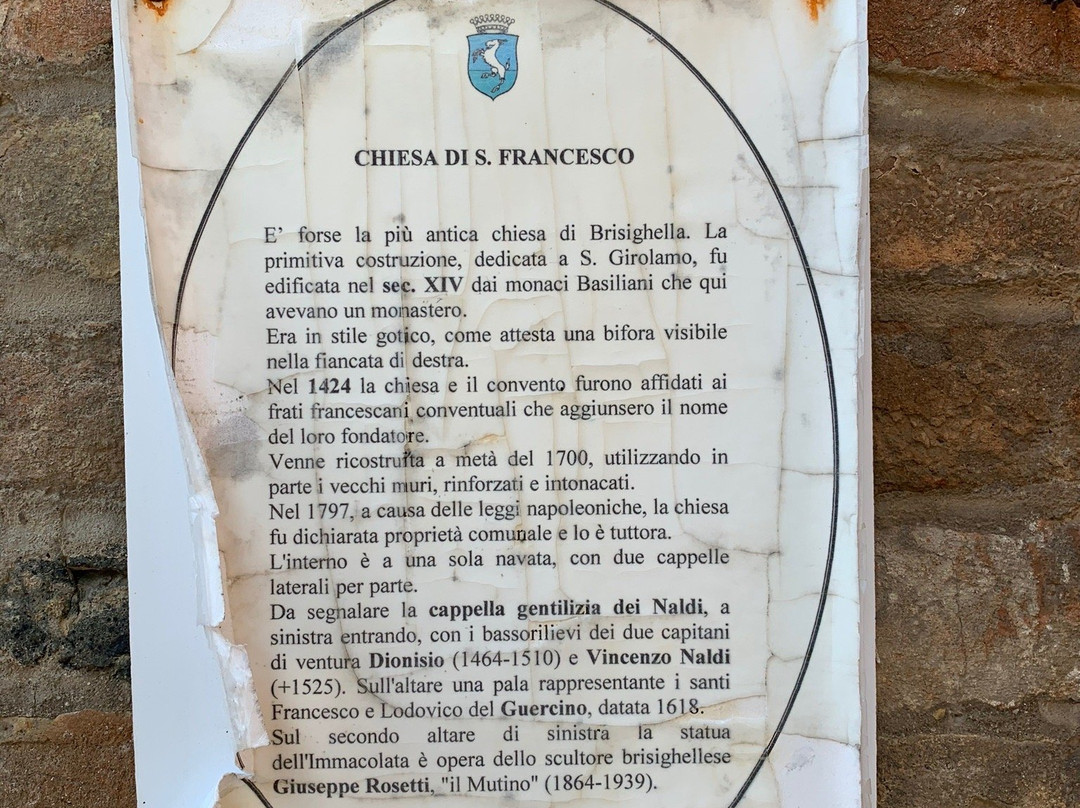 CHIESA DI S. FRANCESCO
E' forse la più antica chiesa di Brisighella. La
primitiva costruzione, dedicata a S. Girolamo, fu
edificata nel sec. XIV dai monaci Basiliani che qui
avevano un monastero.
Era in stile gotico, come attesta una bifora visibile
nella fiancata di destra.
Nel 1424 la chiesa e il convento furono affidati ai
frati francescani conventuali che aggiunsero il nome
del loro fondatore.
Venne ricostruita a metà del 1700, utilizzando in
parte i vecchi muri, rinforzati e intonacati.
Nel 1797, a causa delle leggi napoleoniche, la chiesa
fu dichiarata proprietà comunale e lo è tuttora.
L'interno è a una sola navata, con due cappelle
laterali per parte.
Da segnalare la cappella gentilizia dei Naldi, a
sinistra entrando, con i bassorilievi dei due capitani
di ventura Dionisio (1464-1510) e Vincenzo Naldi
(+1525). Sull'altare una pala rappresentante i santi
Francesco e Lodovico del Guercino, datata 1618.
Sul secondo altare di sinistra la statua
dell'Immacolata è opera dello scultore brisighellese
Giuseppe Rosetti, "il Mutino" (1864-1939).